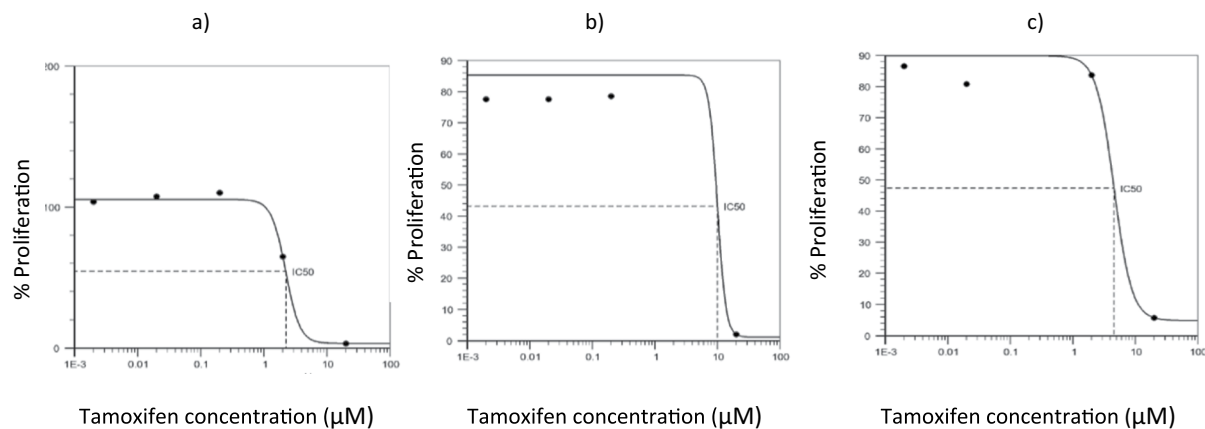 a)
200
100
0
1E-3 0.01 0.1 1 10 100
IC50
% Proliferation
Tamoxifen concentration (µM)
b)
90
80
70
60
50
40
30
20
10
0
1E-3 0.01 0.1 1 10 100
IC50
% Proliferation
Tamoxifen concentration (µM)
c)
90
80
70
60
50
40
30
20
10
0
1E-3 0.01 0.1 1 10 100
IC50
% Proliferation
Tamoxifen concentration (µM)